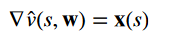 ∇v̂(s, 𝐰) = 𝐱(s)